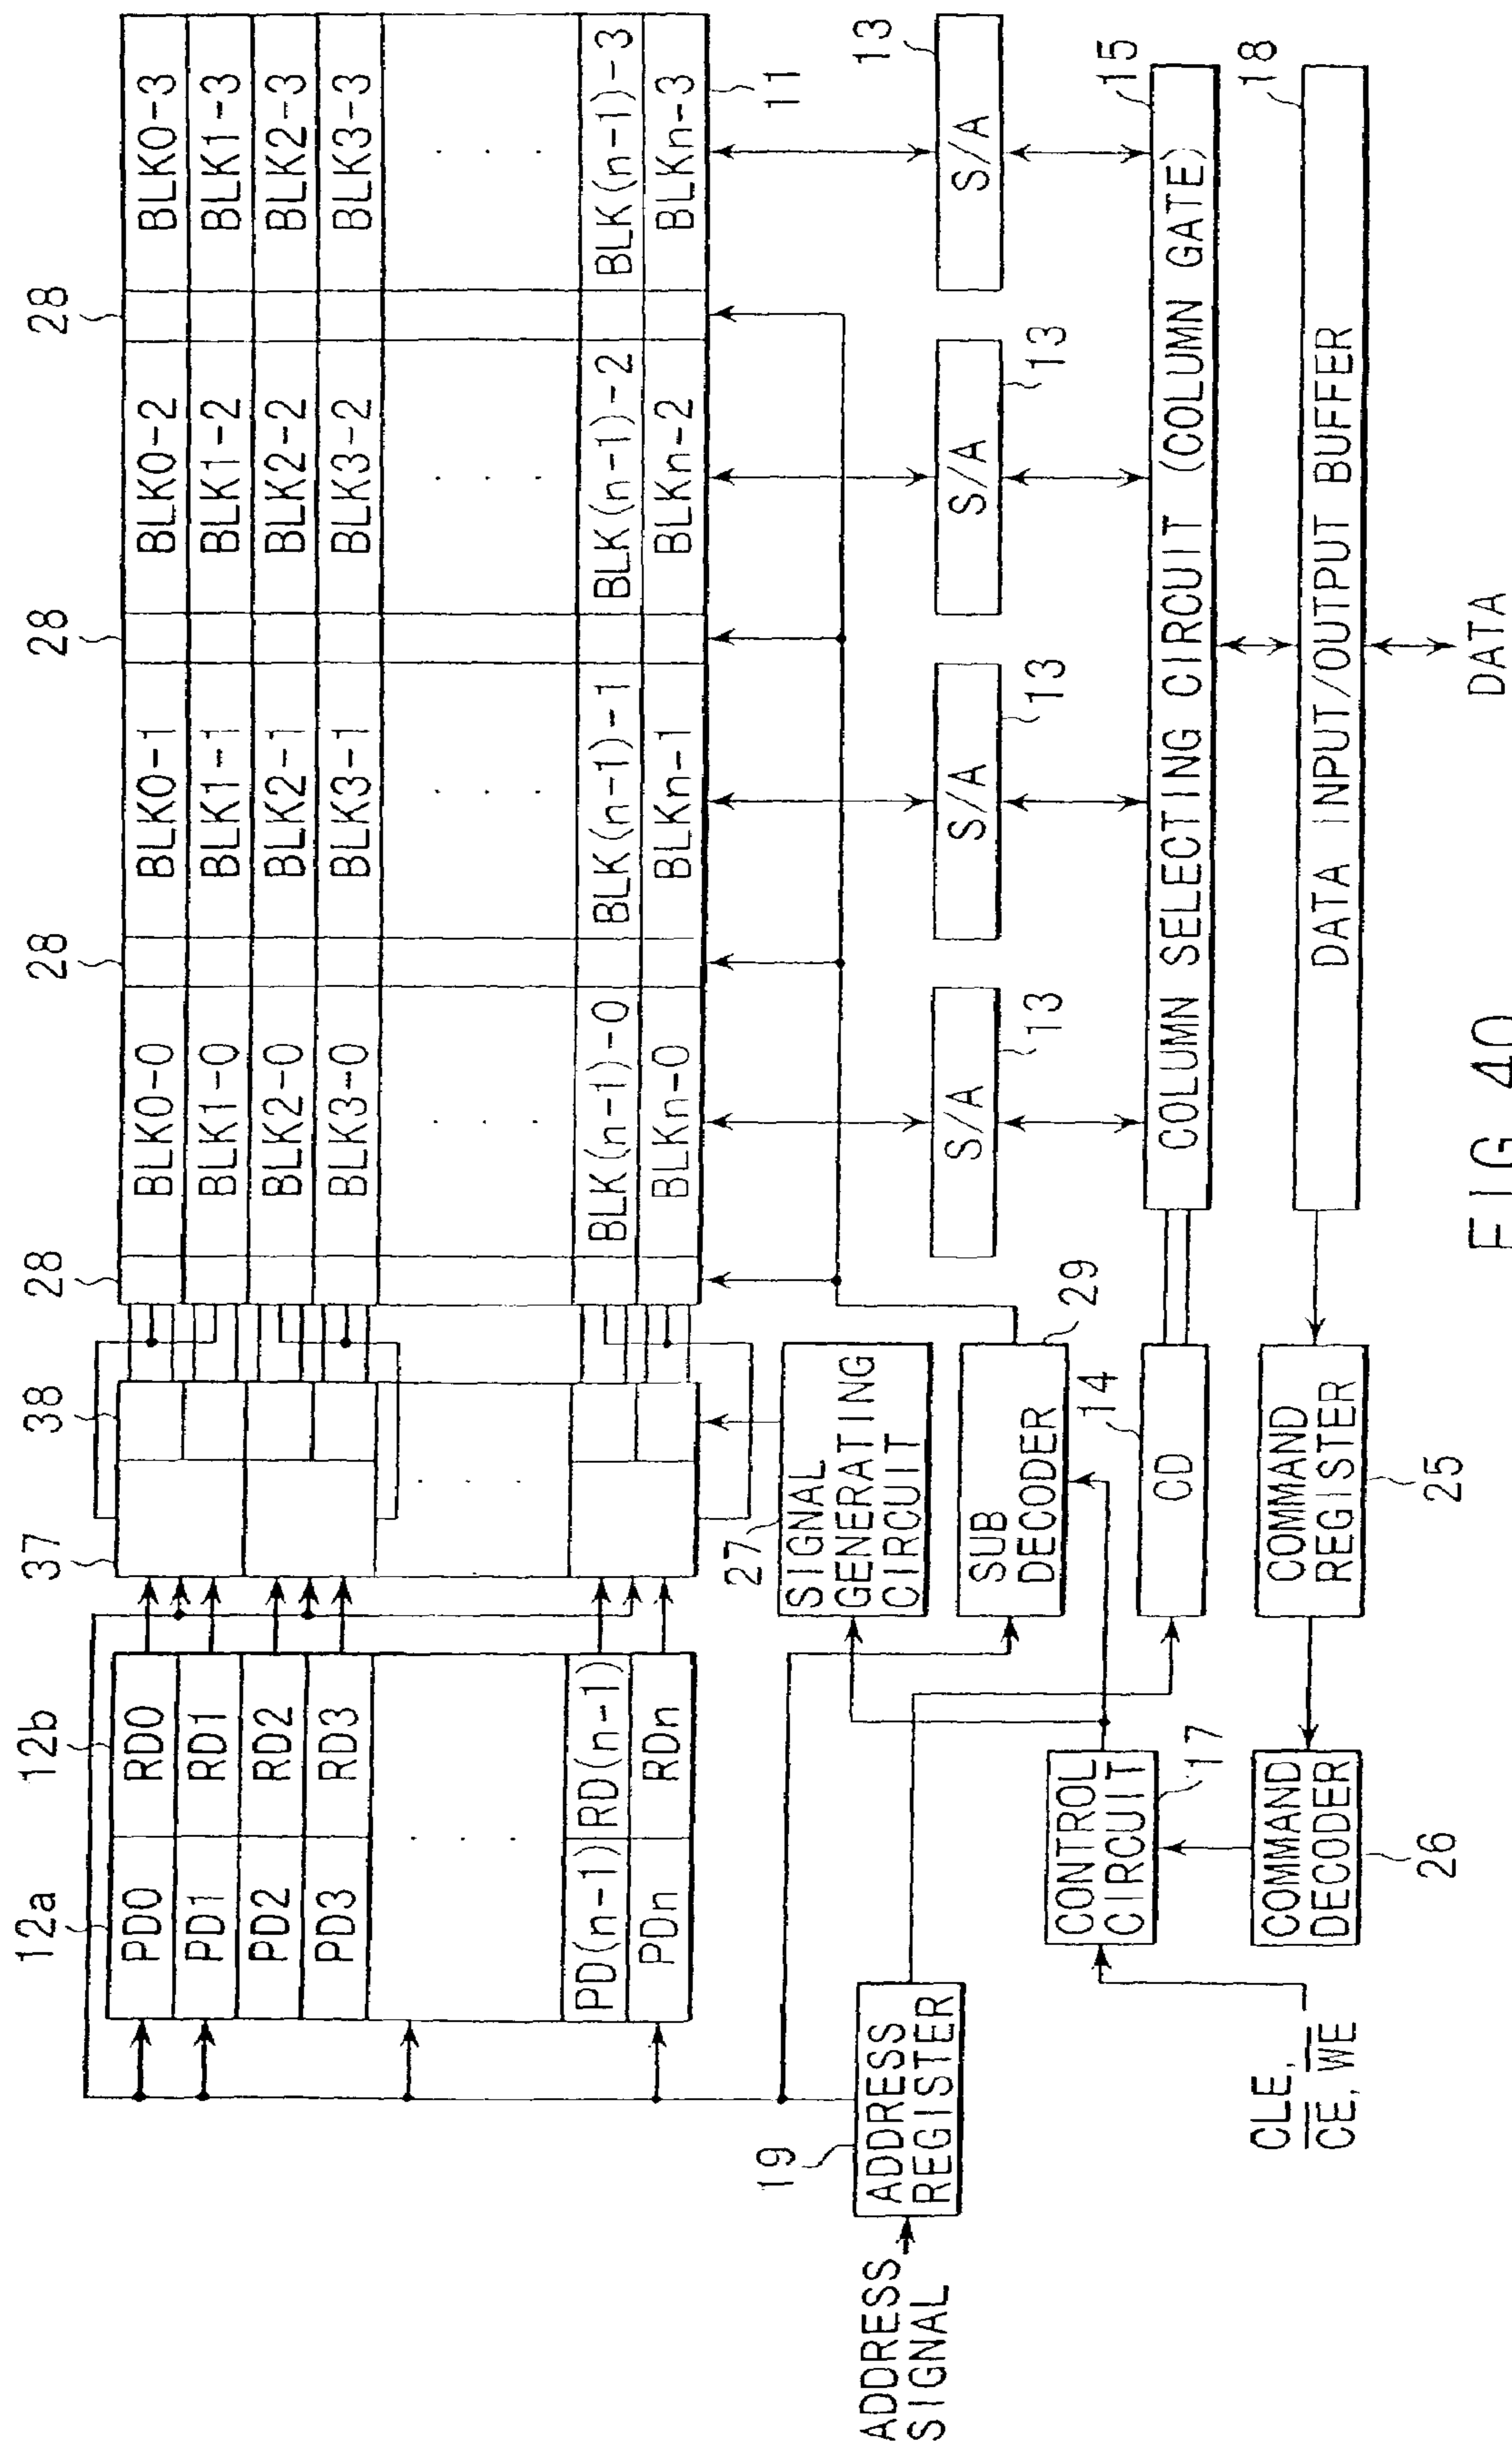 12a
12b
37
38
28
28
28
28
PD0
RD0
BLK0-0
BLK0-1
BLK0-2
BLK0-3
PD1
RD1
BLK1-0
BLK1-1
BLK1-2
BLK1-3
PD2
RD2
BLK2-0
BLK2-1
BLK2-2
BLK2-3
PD3
RD3
BLK3-0
BLK3-1
BLK3-2
BLK3-3
PD(n-1)
RD(n-1)
BLK(n-1)-0
BLK(n-1)-1
BLK(n-1)-2
BLK(n-1)-3
PDn
RDn
BLKn-0
BLKn-1
BLKn-2
BLKn-3
11
19
ADDRESS
REGISTER
ADDRESS
SIGNAL
27
SIGNAL
GENERATING
CIRCUIT
SUB
DECODER
29
S/A
13
S/A
13
S/A
13
S/A
13
CONTROL
CIRCUIT
17
CD
14
COLUMN SELECTING CIRCUIT (COLUMN GATE)
15
CLE,
CE, WE
COMMAND
DECODER
26
COMMAND
REGISTER
25
DATA INPUT/OUTPUT BUFFER
18
DATA
FIG. 40